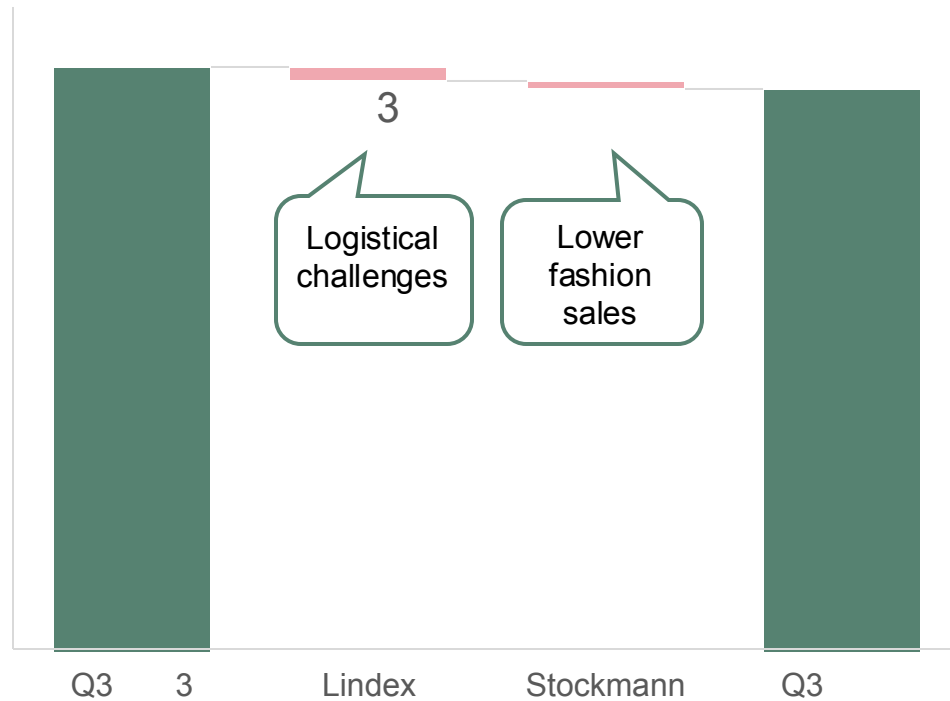 3
Logistical
challenges
Lower
fashion
sales
Q3 3
Lindex
Stockmann
Q3